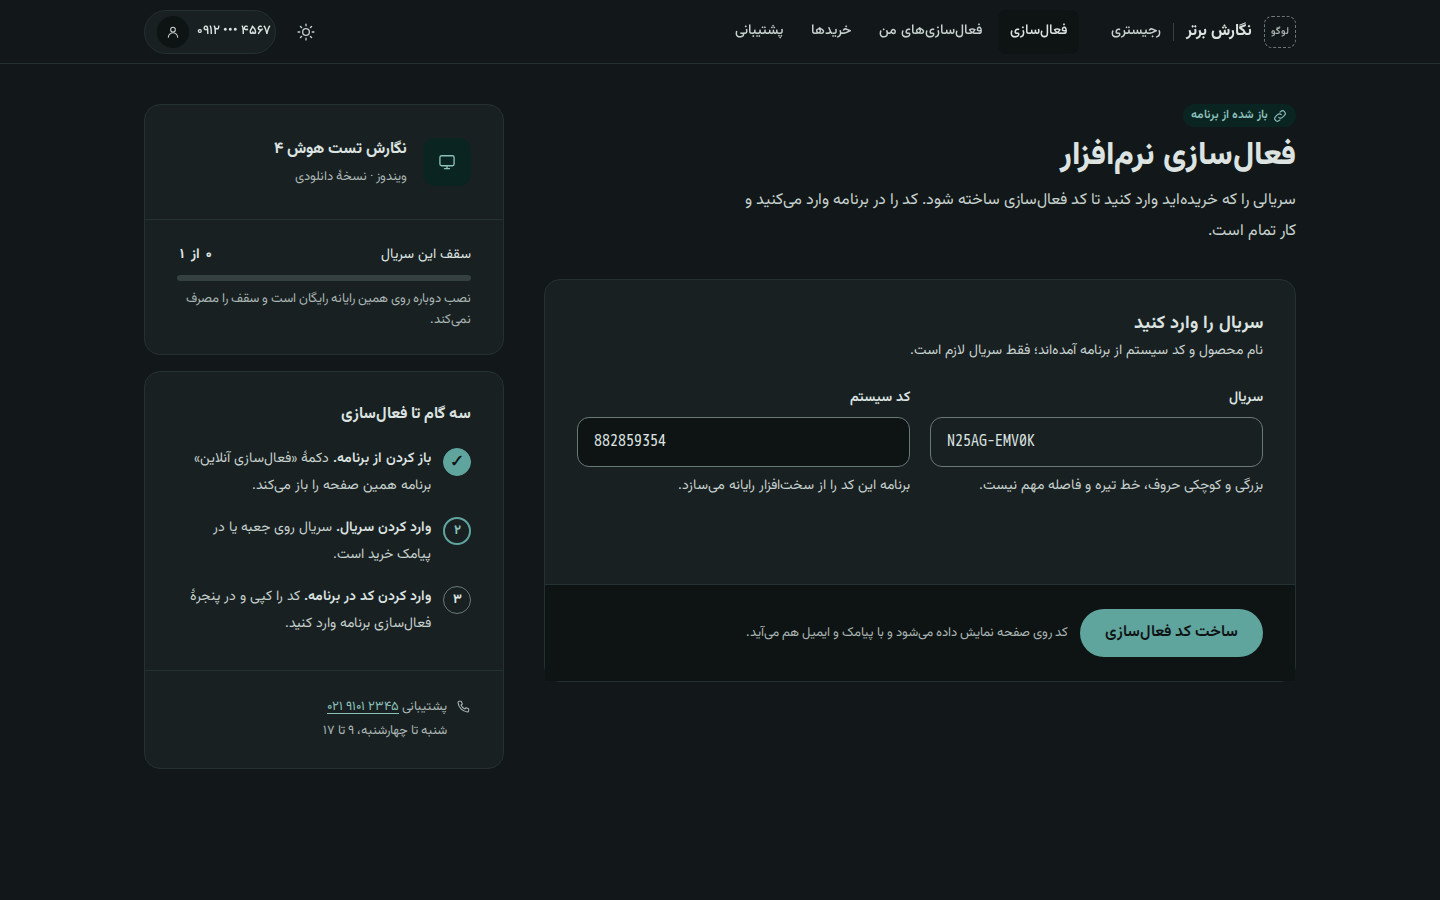 لوگو
نگارش برتر
رجیستری
فعال‌سازی
فعال‌سازی‌های من
خریدها
پشتیبانی
۰۹۱۲ ••• ۴۵۶۷
باز شده از برنامه
فعال‌سازی نرم‌افزار
سریالی را که خریده‌اید وارد کنید تا کد فعال‌سازی ساخته شود. کد را در برنامه وارد می‌کنید و
کار تمام است.
سریال را وارد کنید
نام محصول و کد سیستم از برنامه آمده‌اند؛ فقط سریال لازم است.
سریال
N25AG-EMV0K
بزرگی و کوچکی حروف، خط تیره و فاصله مهم نیست.
کد سیستم
882859354
برنامه این کد را از سخت‌افزار رایانه می‌سازد.
ساخت کد فعال‌سازی
کد روی صفحه نمایش داده می‌شود و با پیامک و ایمیل هم می‌آید.
نگارش تست هوش ۴
ویندوز · نسخهٔ دانلودی
سقف این سریال
۰ از ۱
نصب دوباره روی همین رایانه رایگان است و سقف را مصرف
نمی‌کند.
سه گام تا فعال‌سازی
✓
باز کردن از برنامه. دکمهٔ «فعال‌سازی آنلاین»
برنامه همین صفحه را باز می‌کند.
۲
وارد کردن سریال. سریال روی جعبه یا در
پیامک خرید است.
۳
وارد کردن کد در برنامه. کد را کپی و در پنجرهٔ
فعال‌سازی برنامه وارد کنید.
پشتیبانی ۰۲۱ ۹۱۰۱ ۲۳۴۵
شنبه تا چهارشنبه، ۹ تا ۱۷